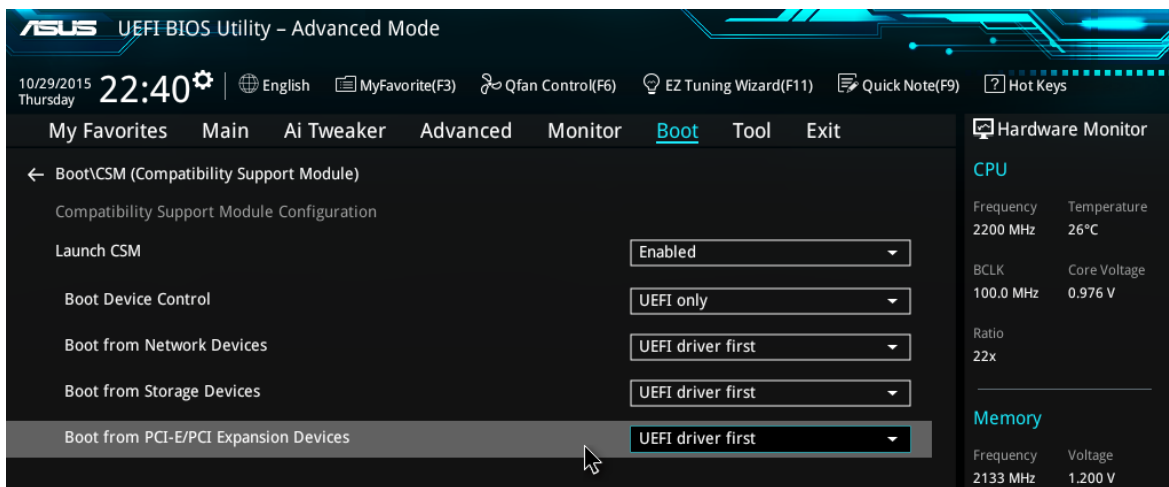 ASUS UEFI BIOS Utility – Advanced Mode
10/29/2015 Thursday 22:40 English MyFavorite(F3) Qfan Control(F6) EZ Tuning Wizard(F11) Quick Note(F9) ? Hot Keys
My Favorites Main Ai Tweaker Advanced Monitor Boot Tool Exit
Boot\CSM (Compatibility Support Module)
Compatibility Support Module Configuration
Launch CSM Enabled
Boot Device Control UEFI only
Boot from Network Devices UEFI driver first
Boot from Storage Devices UEFI driver first
Boot from PCI-E/PCI Expansion Devices UEFI driver first
Hardware Monitor
CPU
Frequency Temperature
2200 MHz 26°C
BCLK Core Voltage
100.0 MHz 0.976 V
Ratio
22x
Memory
Frequency Voltage
2133 MHz 1.200 V